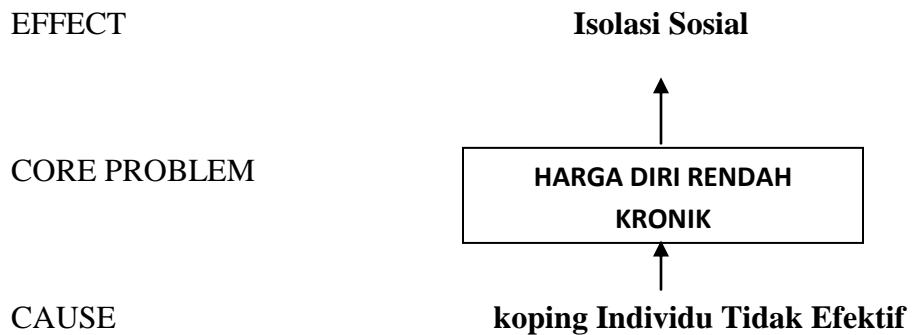 EFFECT Isolasi Sosial
CORE PROBLEM HARGA DIRI RENDAH
KRONIK
CAUSE koping Individu Tidak Efektif